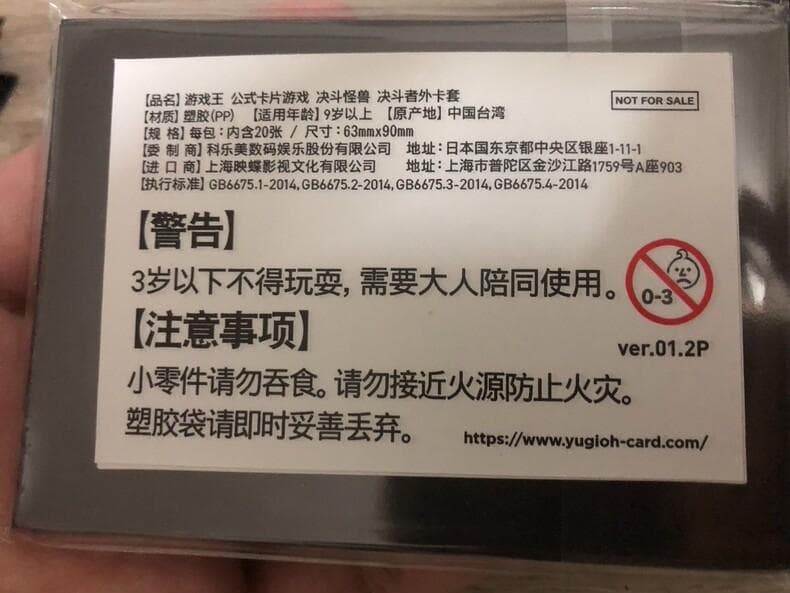 【品名】游戏王 公式卡片游戏 决斗怪兽 决斗者外卡套
NOT FOR SALE
【材质】塑胶(PP) 【适用年龄】9岁以上 【原产地】中国台湾
【规 格】每包：内含20张 / 尺寸：63mmx90mm
【委 制 商】科乐美数码娱乐股份有限公司 地址：日本国东京都中央区银座1-11-1
【进 口 商】上海映蝶影视文化有限公司 地址：上海市普陀区金沙江路1759号A座903
【执行标准】GB6675.1-2014,GB6675.2-2014,GB6675.3-2014,GB6675.4-2014
【警告】
3岁以下不得玩耍，需要大人陪同使用。
0-3
【注意事项】
ver.01.2P
小零件请勿吞食。请勿接近火源防止火灾。
塑胶袋请即时妥善丢弃。
https://www.yugioh-card.com/